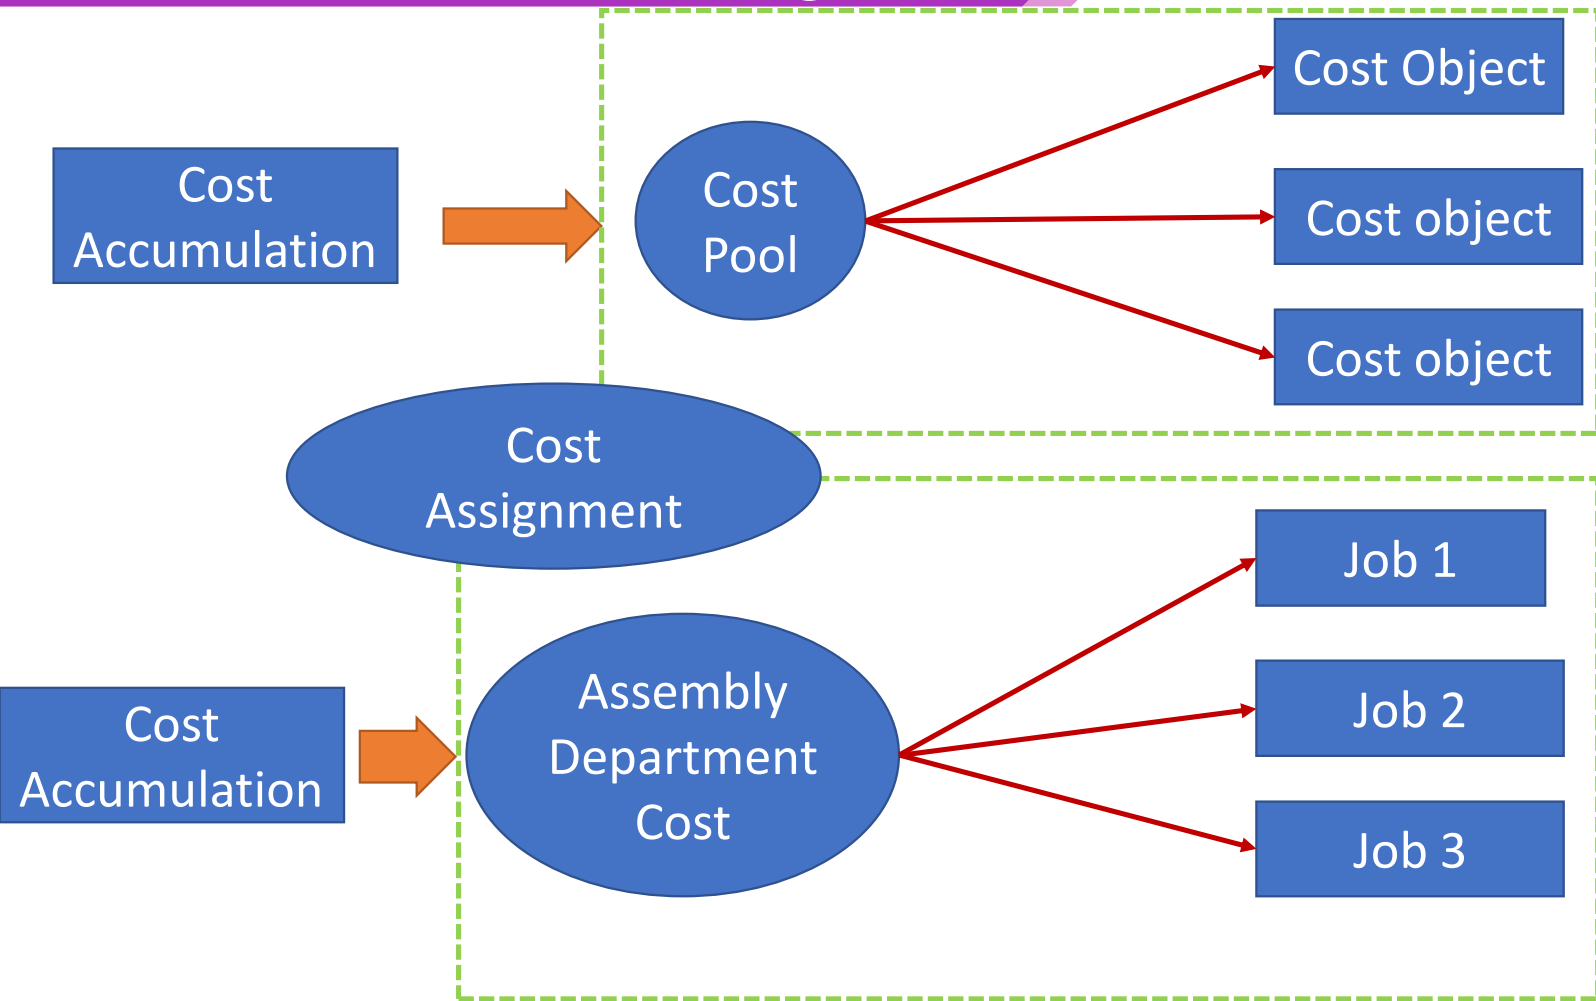 Cost
Accumulation
Cost
Pool
Cost Object
Cost object
Cost object
Cost
Assignment
Cost
Accumulation
Assembly
Department
Cost
Job 1
Job 2
Job 3